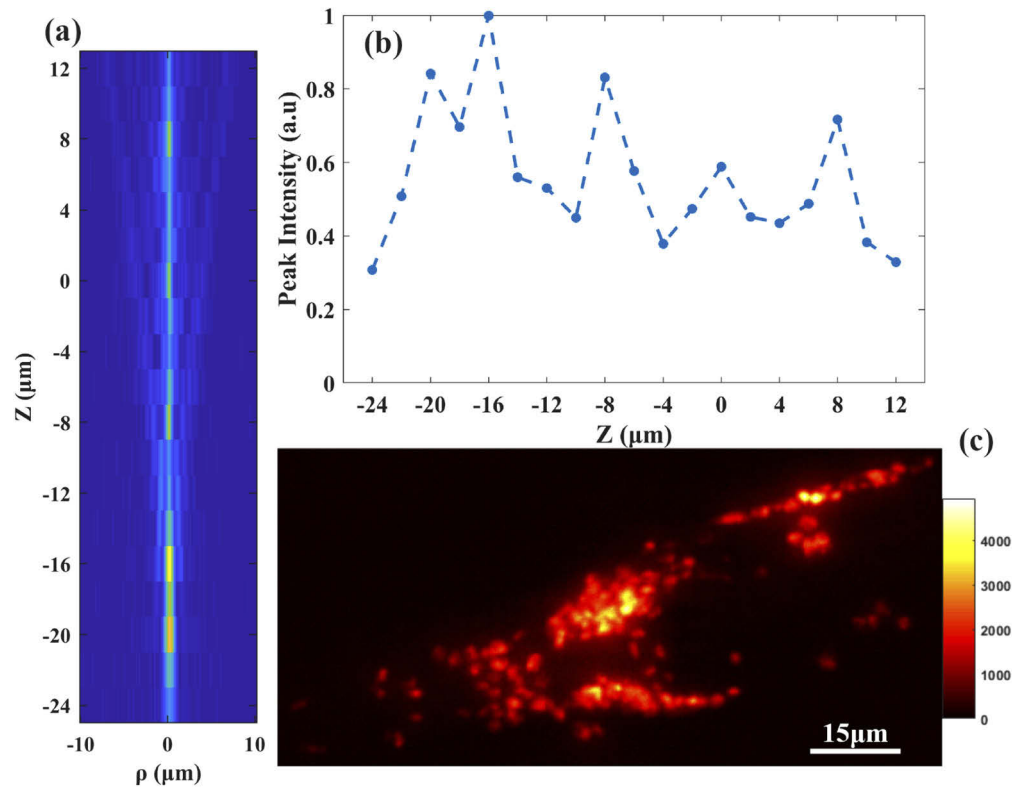 (a)
12
8
4
0
-4
-8
-12
-16
-20
-24
Z (μm)
-10 0 10
ρ (μm)
(b)
1
0.8
0.6
0.4
0.2
0
Peak Intensity (a.u)
-24 -20 -16 -12 -8 -4 0 4 8 12
Z (μm)
(c)
4000
3000
2000
1000
0
15μm